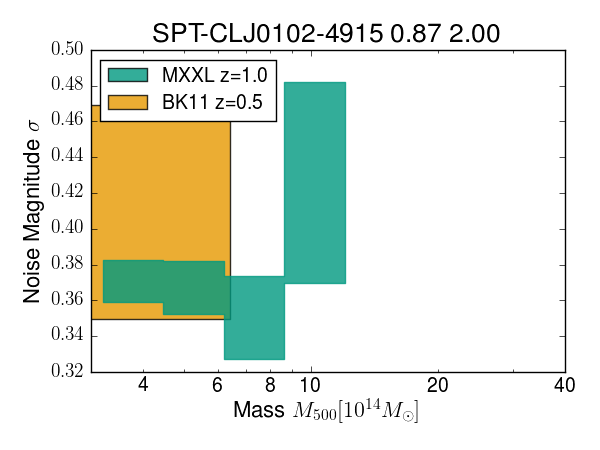 SPT-CLJ0102-4915 0.87 2.00
MXXL z=1.0
BK11 z=0.5
Noise Magnitude σ
0.50
0.48
0.46
0.44
0.42
0.40
0.38
0.36
0.34
0.32
4 6 8 10 20 40
Mass M₅₀₀[10¹⁴M☉]